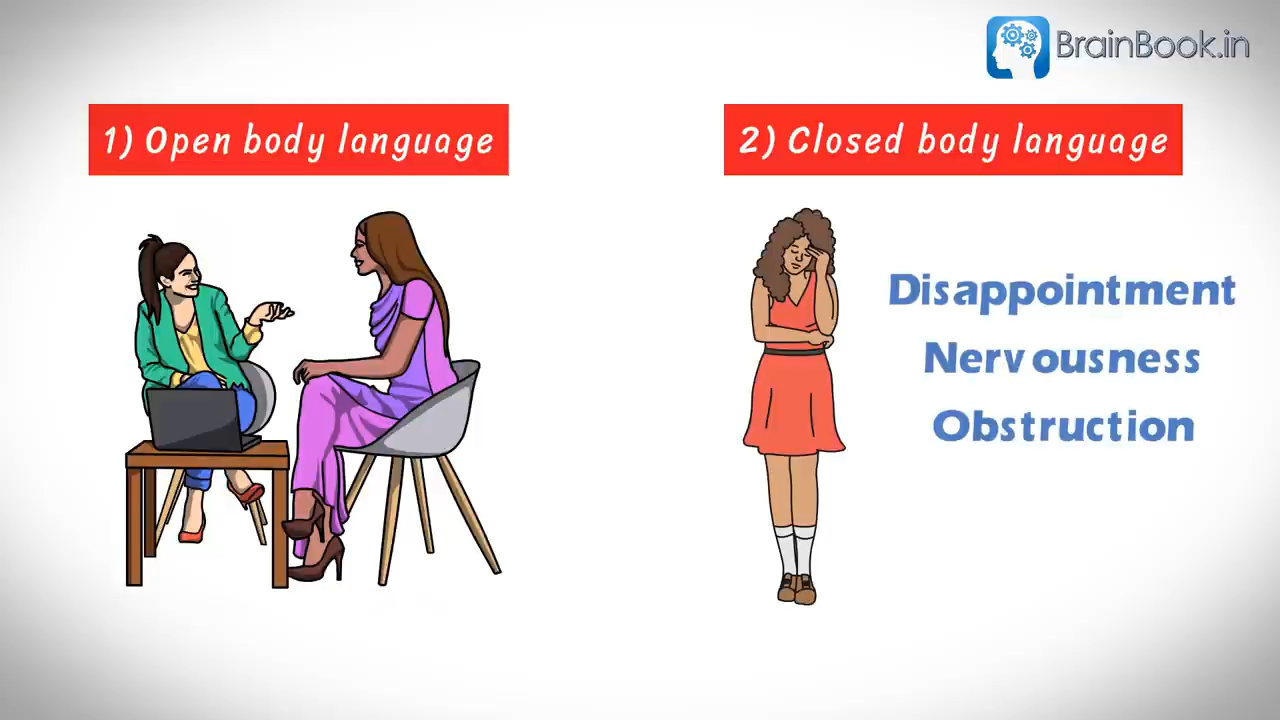 BrainBook.in
1) Open body language
2) Closed body language
Disappointment
Nervousness
Obstruction